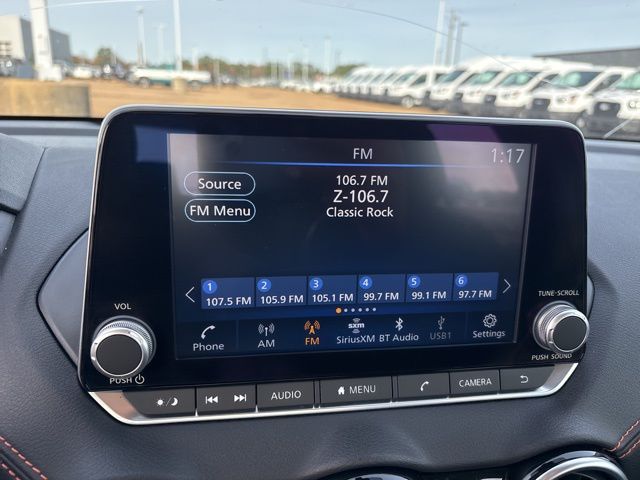 FM 1:17
Source
FM Menu
106.7 FM
Z-106.7
Classic Rock
1 2 3 4 5 6
107.5 FM 105.9 FM 105.1 FM 99.7 FM 99.1 FM 97.7 FM
Phone AM FM sxm SiriusXM BT Audio USB1 Settings
VOL
PUSH
TUNE·SCROLL
PUSH SOUND
AUDIO MENU CAMERA